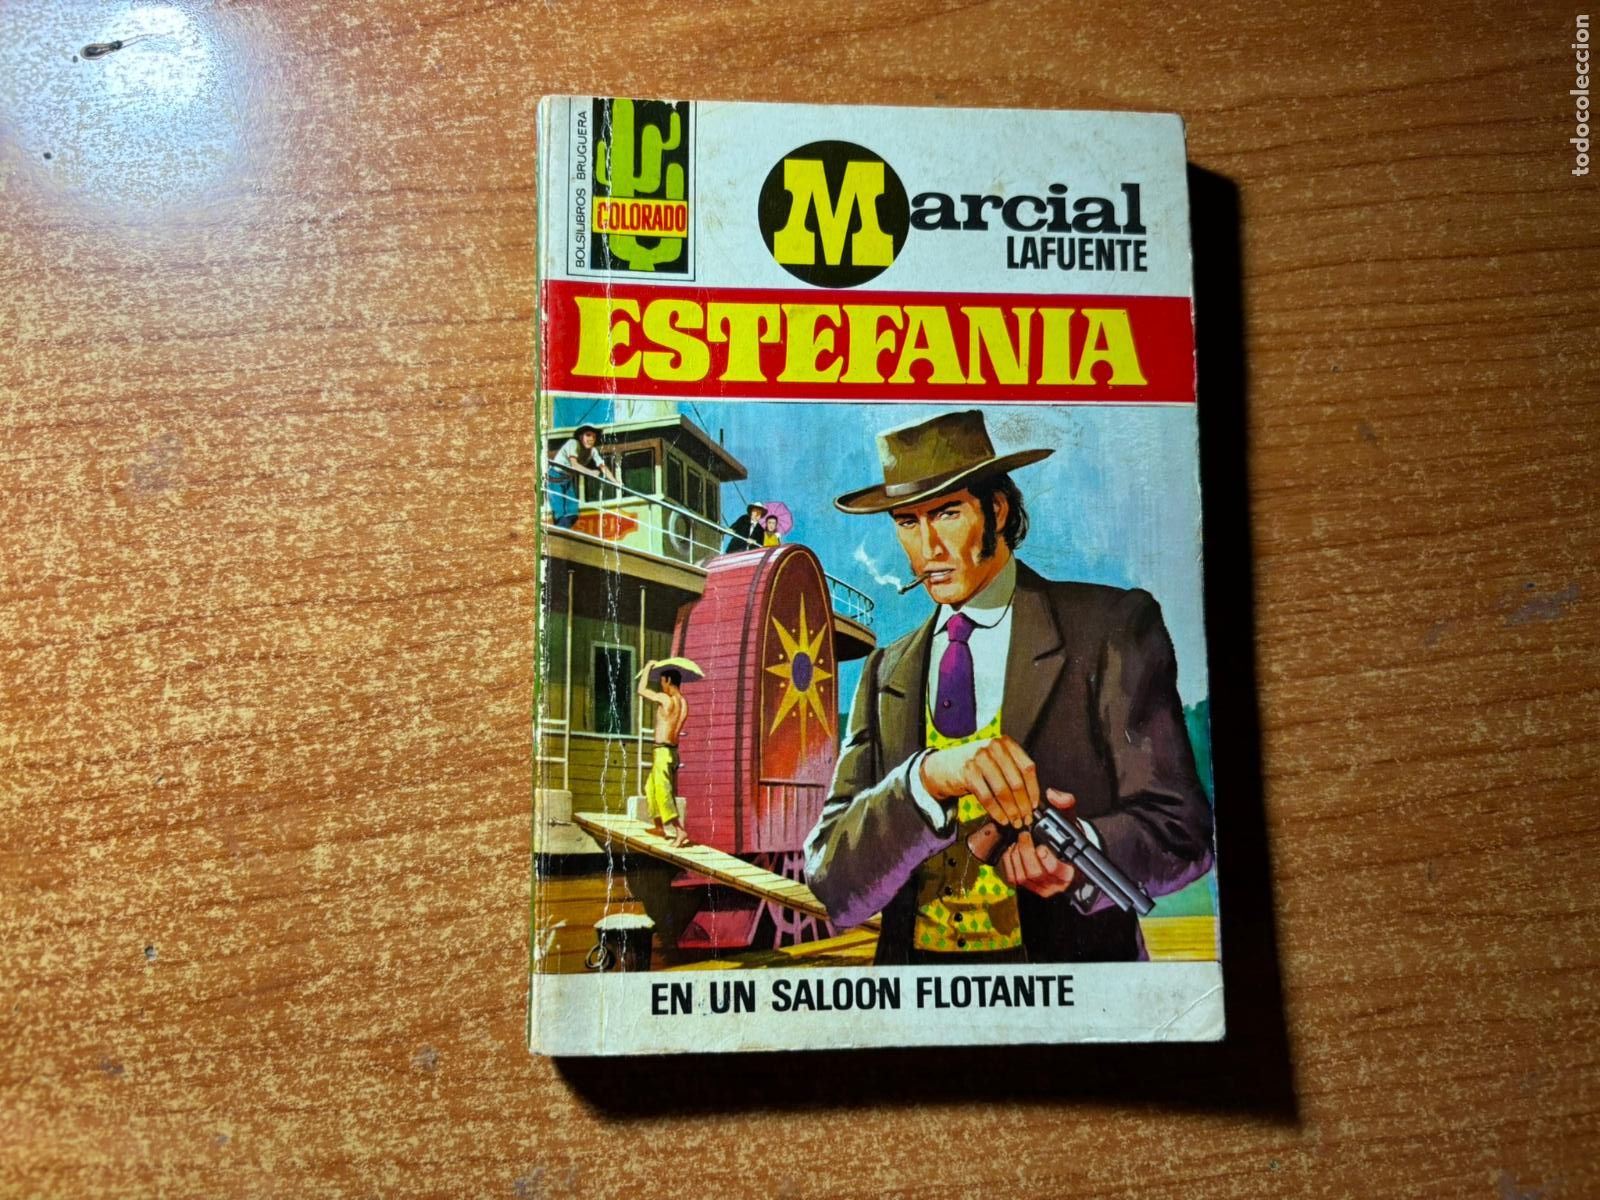 BOLSILIBROS BRUGUERA
COLORADO
Marcial
LAFUENTE
ESTEFANIA
EN UN SALOON FLOTANTE
todocoleccion